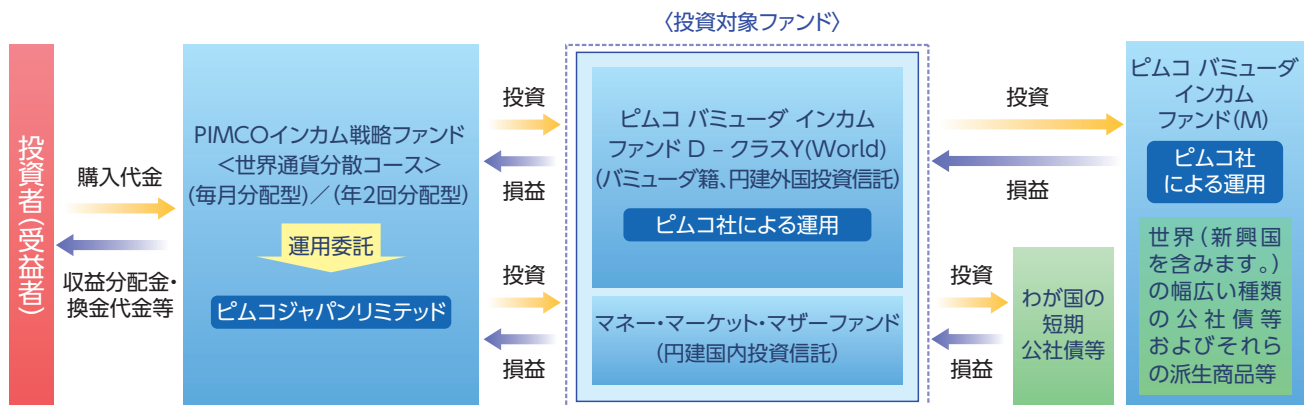 〈投資対象ファンド〉
投資者（受益者）
購入代金
収益分配金・
換金代金等
PIMCOインカム戦略ファンド
<世界通貨分散コース>
(毎月分配型)／(年2回分配型)
運用委託
ピムコジャパンリミテッド
投資
損益
投資
損益
ピムコ バミューダ インカム
ファンド D – クラスY(World)
(バミューダ籍、円建外国投資信託)
ピムコ社による運用
マネー・マーケット・マザーファンド
(円建国内投資信託)
投資
損益
投資
損益
わが国の
短期
公社債等
ピムコ バミューダ
インカム
ファンド(M)
ピムコ社
による運用
世界（新興国
を含みます。）
の幅広い種類
の公社債等
およびそれら
の派生商品等